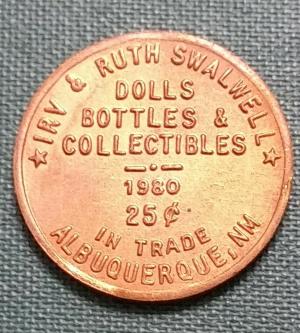 IRV & RUTH SWALWELL
DOLLS
BOTTLES &
COLLECTIBLES
1980
25¢
IN TRADE
ALBUQUERQUE, NM